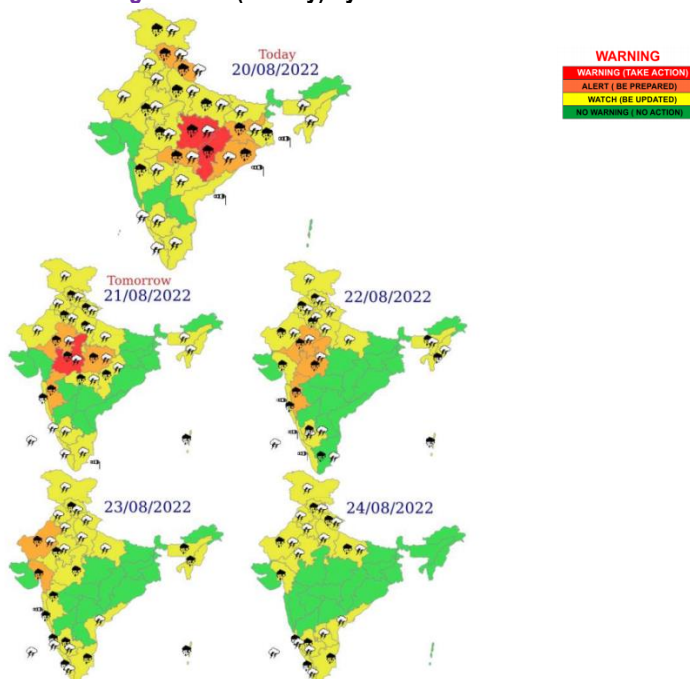 Today
20/08/2022
WARNING
WARNING (TAKE ACTION)
ALERT ( BE PREPARED)
WATCH (BE UPDATED)
NO WARNING ( NO ACTION)
Tomorrow
21/08/2022
22/08/2022
23/08/2022
24/08/2022